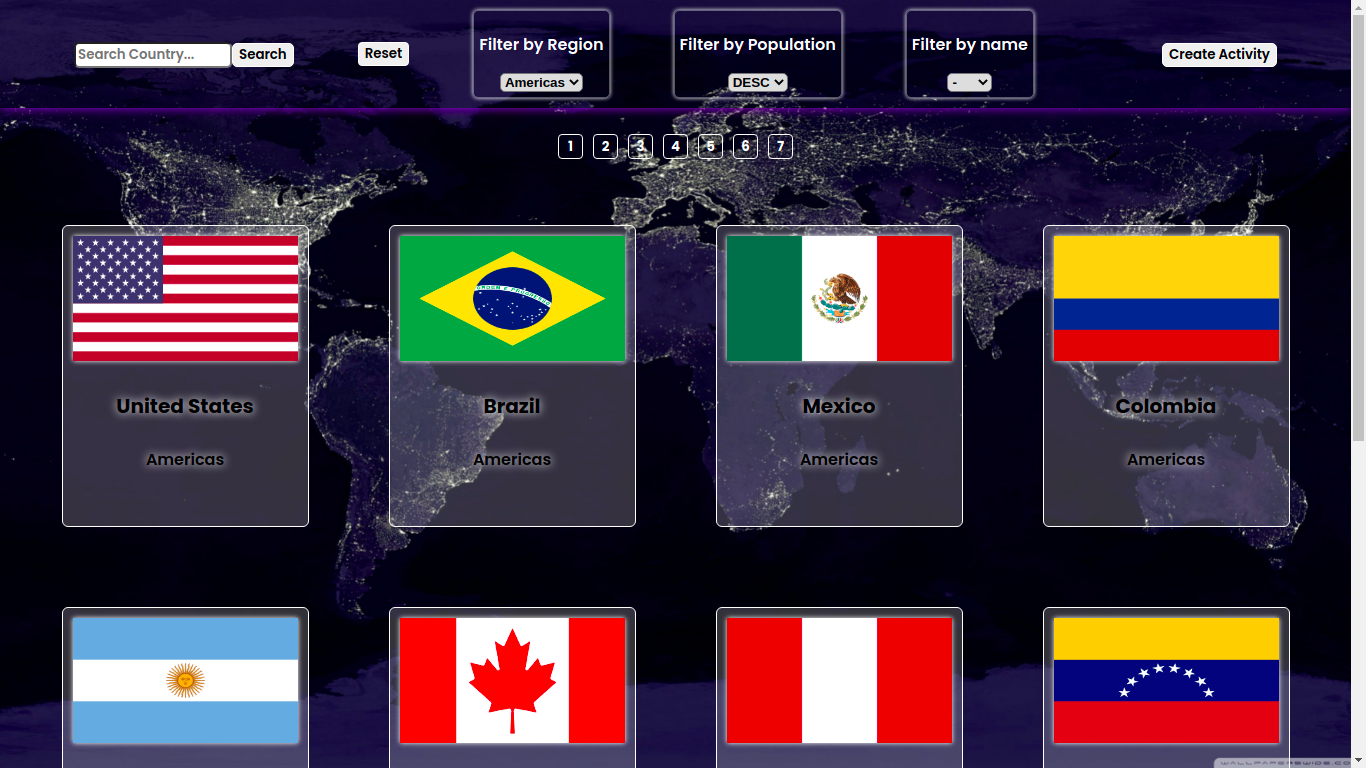 Search Country...
Search
Reset
Filter by Region
Americas
Filter by Population
DESC
Filter by name
-
Create Activity
1 2 3 4 5 6 7
United States
Americas
Brazil
Americas
Mexico
Americas
Colombia
Americas